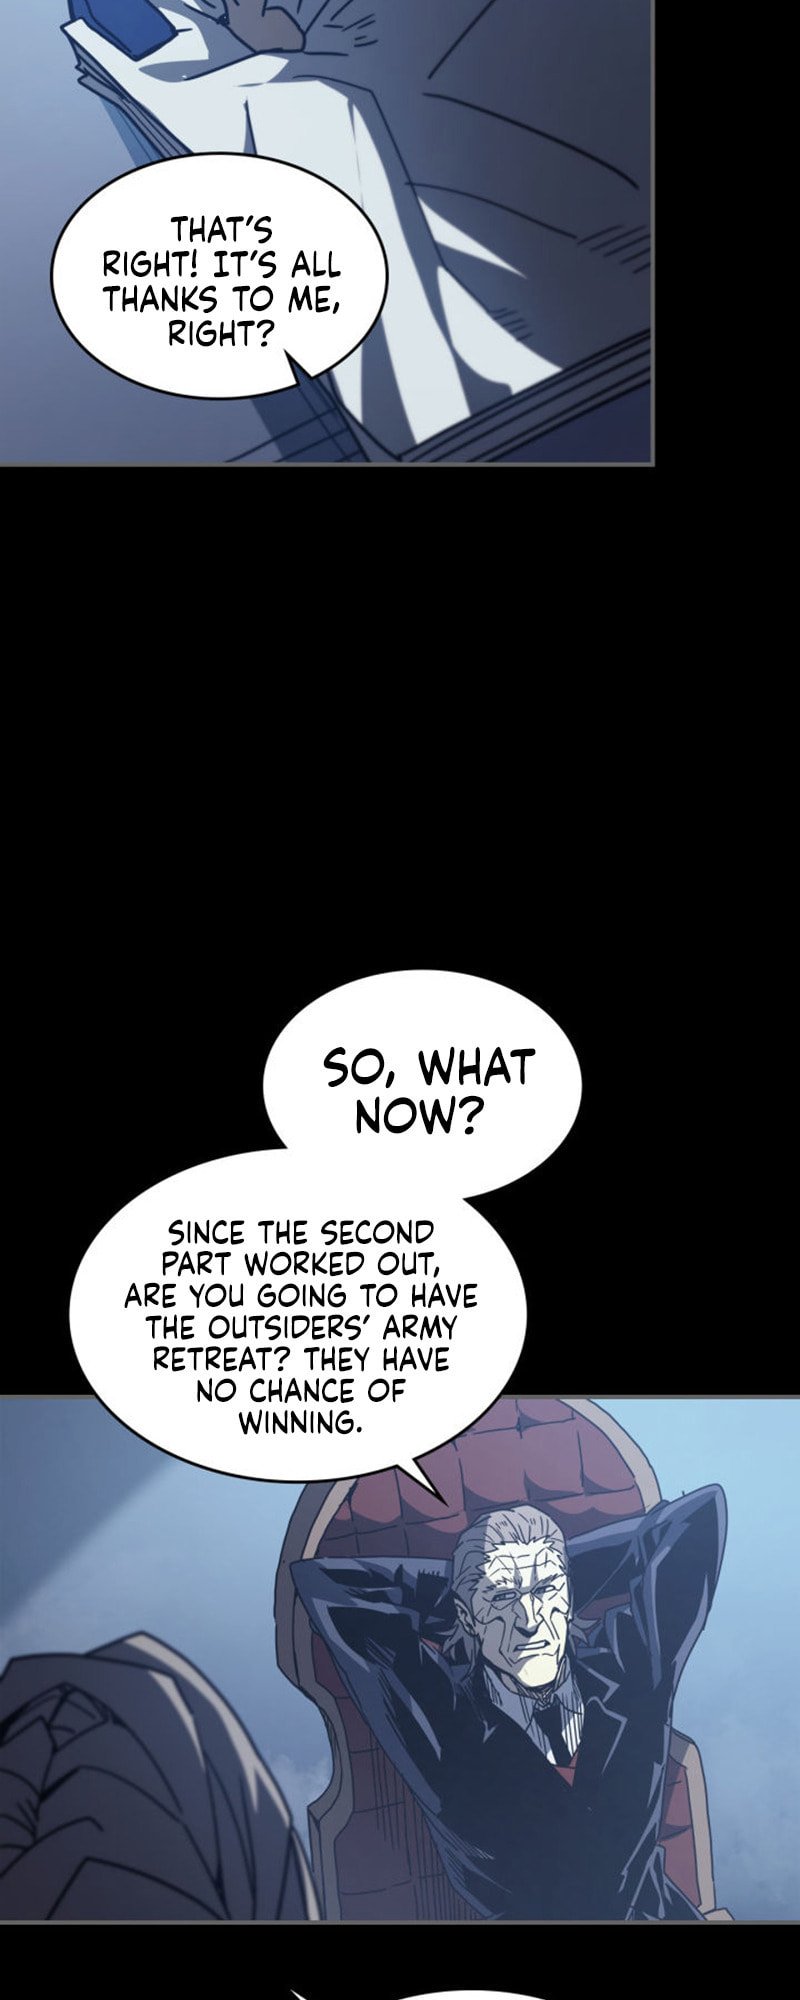 THAT'S
RIGHT! IT'S ALL
THANKS TO ME,
RIGHT?
SO, WHAT
NOW?
SINCE THE SECOND
PART WORKED OUT,
ARE YOU GOING TO HAVE
THE OUTSIDERS' ARMY
RETREAT? THEY HAVE
NO CHANCE OF
WINNING.